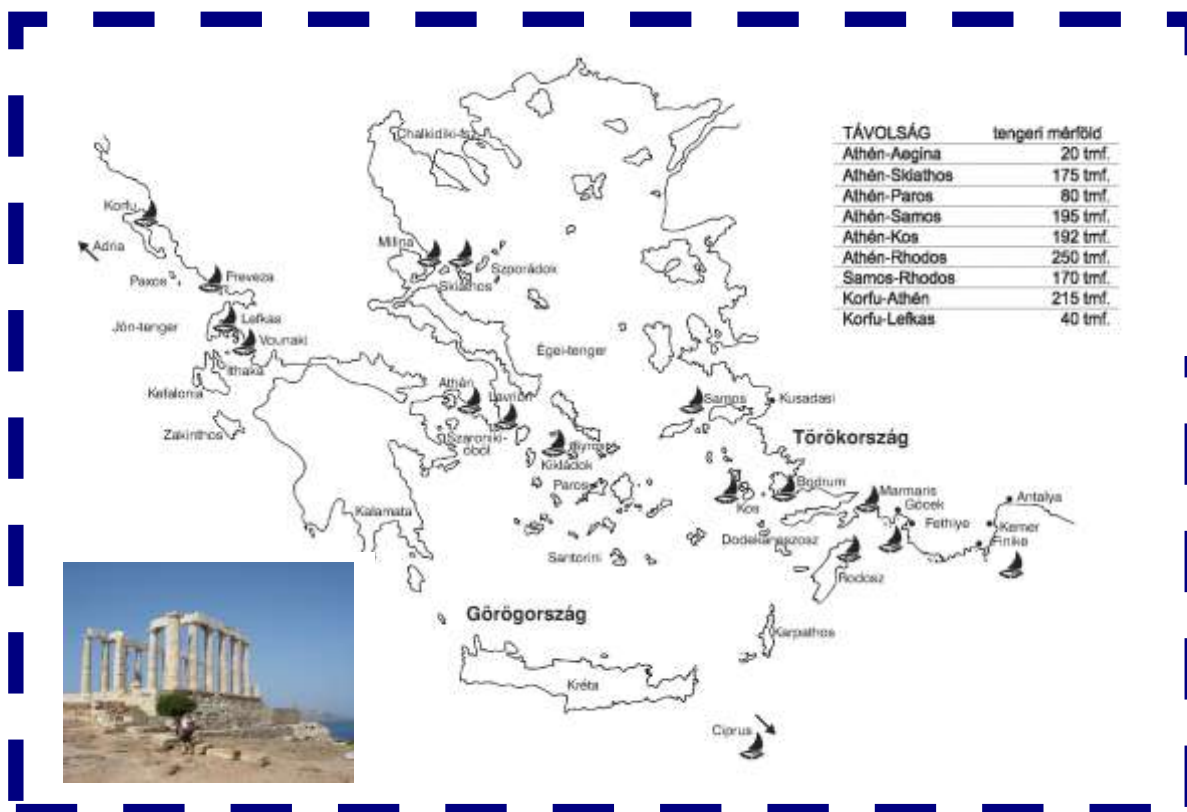 TÁVOLSÁG tengeri mérföld
Athén-Aegina 20 tmf.
Athén-Skiathos 175 tmf.
Athén-Paros 80 tmf.
Athén-Samos 195 tmf.
Athén-Kos 192 tmf.
Athén-Rhodos 250 tmf.
Samos-Rhodos 170 tmf.
Korfu-Athén 215 tmf.
Korfu-Lefkas 40 tmf.
Korfu
Adria
Paxos
Preveza
Jón-tenger
Lefkas
Vounaki
Ithaka
Kefalonia
Zakinthos
Milina
Skiathos
Szporádok
Égei-tenger
Athén
Lavrion
Szaroniki-
öböl
Kikládok
Paros
Kalamata
Santorini
Samos
Kusadasi
Törökország
Bodrum
Kos
Marmaris
Göcek
Fethiye
Antalya
Kemer
Finike
Rodosz
Görögország
Karpathos
Kréta
Ciprus